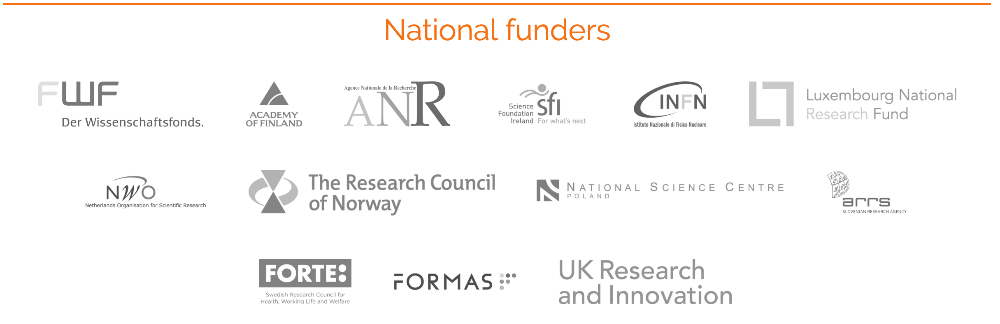 National funders
FWF
Der Wissenschaftsfonds.
ACADEMY
OF FINLAND
Agence Nationale de la Recherche
ANR
sfi
Science
Foundation
Ireland
For what's next
INFN
Istituto Nazionale di Fisica Nucleare
Luxembourg National
Research Fund
NWO
Netherlands Organisation for Scientific Research
The Research Council
of Norway
NATIONAL SCIENCE CENTRE
POLAND
arrs
SLOVENIAN RESEARCH AGENCY
FORTE:
Swedish Research Council for
Health, Working Life and Welfare
FORMAS
UK Research
and Innovation